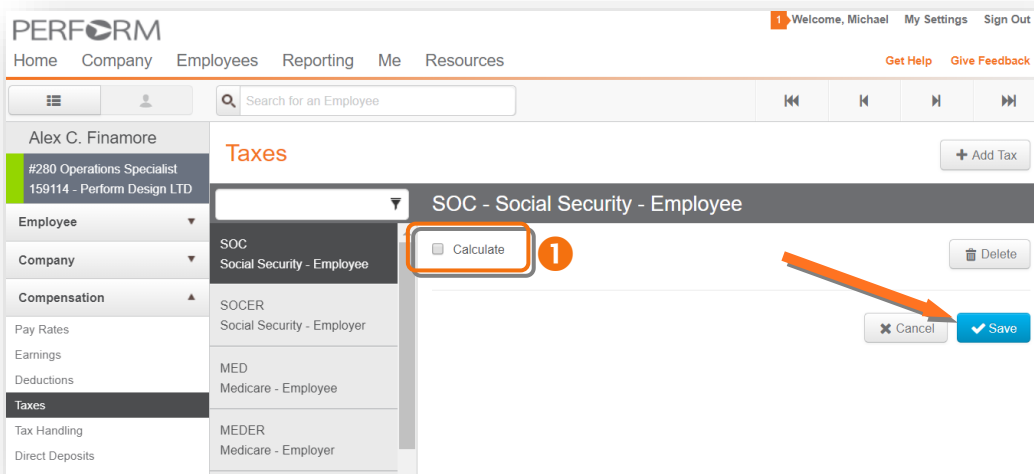 PERFORM
1 Welcome, Michael My Settings Sign Out
Home Company Employees Reporting Me Resources
Get Help Give Feedback
Search for an Employee
Alex C. Finamore
#280 Operations Specialist
159114 - Perform Design LTD
Employee
Company
Compensation
Pay Rates
Earnings
Deductions
Taxes
Tax Handling
Direct Deposits
Taxes
Add Tax
SOC
Social Security - Employee
SOCER
Social Security - Employer
MED
Medicare - Employee
MEDER
Medicare - Employer
SOC - Social Security - Employee
Calculate
1
Delete
Cancel
Save